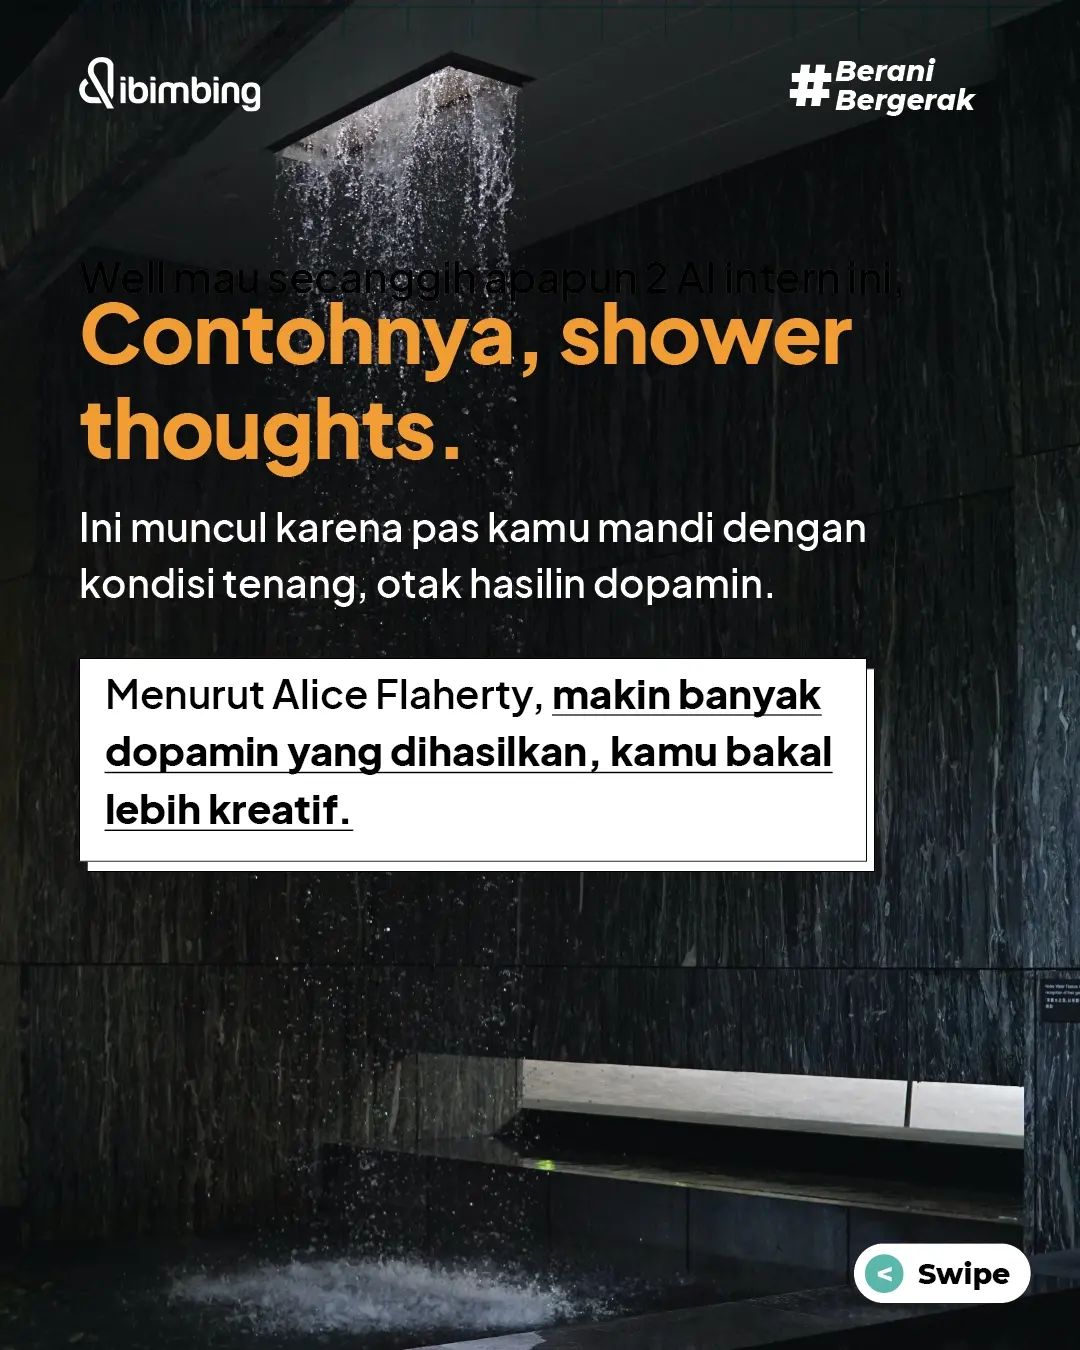 dibimbing
#Berani
Bergerak
Well mau secanggih apapun 2 AI intern ini,
Contohnya, shower
thoughts.
Ini muncul karena pas kamu mandi dengan
kondisi tenang, otak hasilin dopamin.
Menurut Alice Flaherty, makin banyak
dopamin yang dihasilkan, kamu bakal
lebih kreatif.
< Swipe